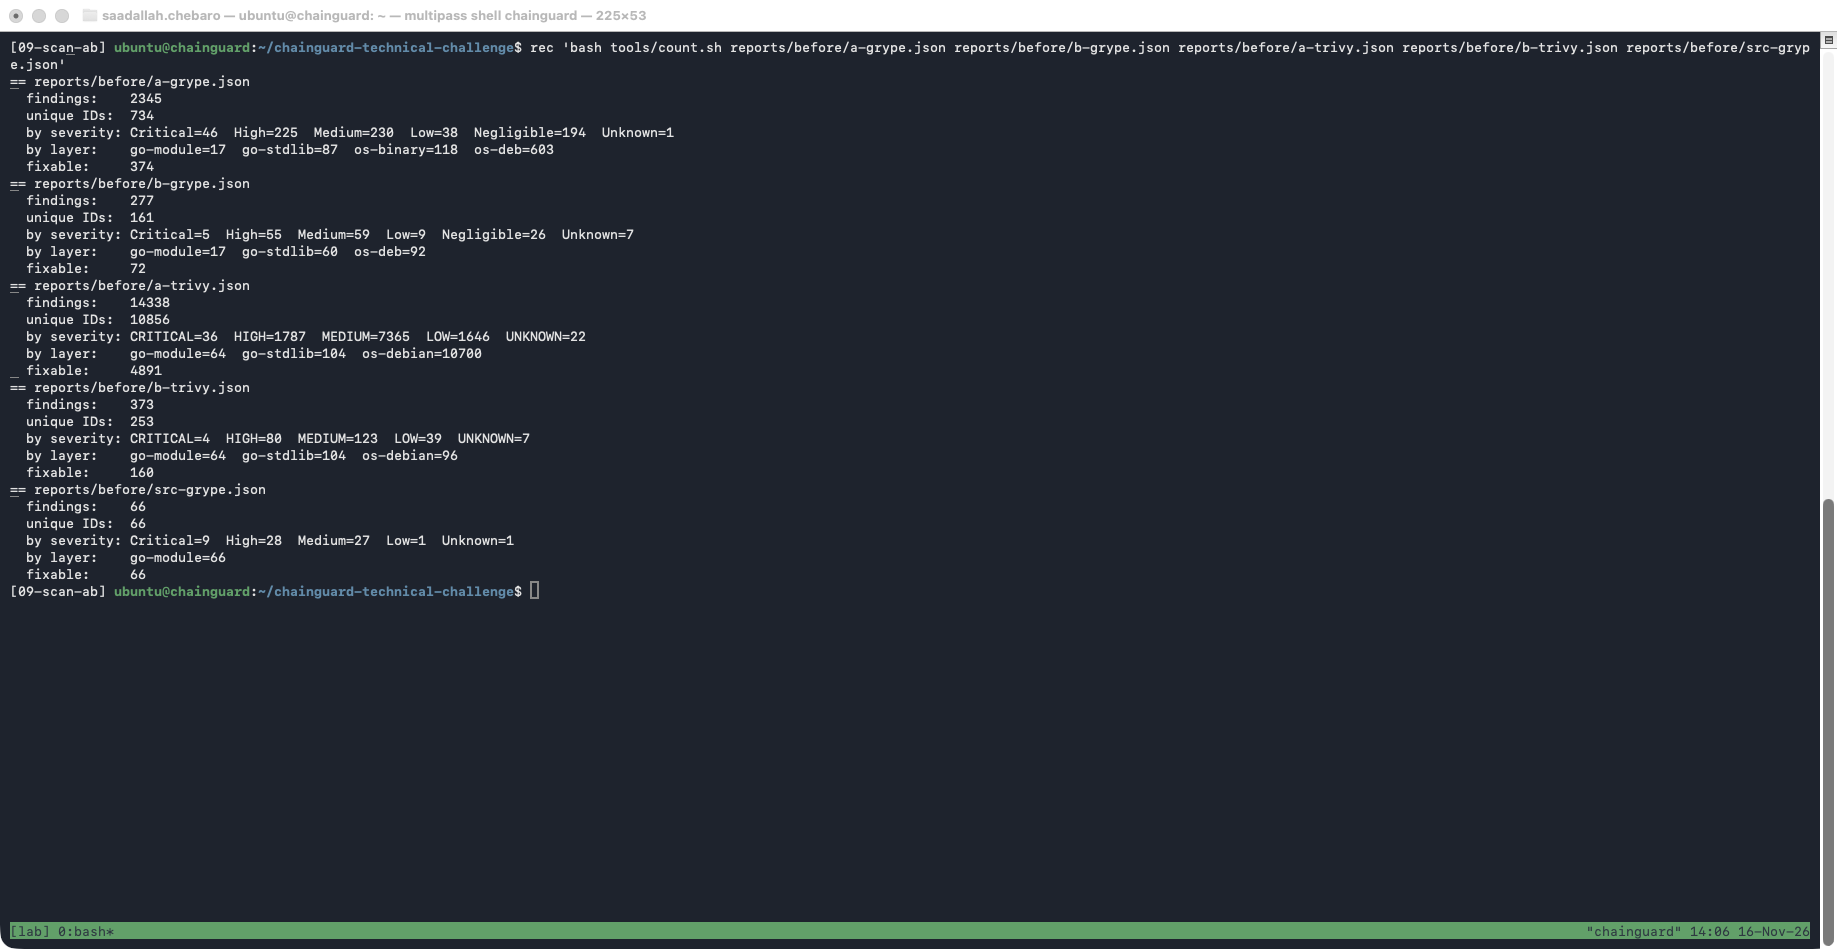 saadallah.chebaro — ubuntu@chainguard: ~ — multipass shell chainguard — 225×53
[09-scan-ab] ubuntu@chainguard:~/chainguard-technical-challenge$ rec 'bash tools/count.sh reports/before/a-grype.json reports/before/b-grype.json reports/before/a-trivy.json reports/before/b-trivy.json reports/before/src-gryp
e.json'
== reports/before/a-grype.json
  findings:    2345
  unique IDs:  734
  by severity: Critical=46  High=225  Medium=230  Low=38  Negligible=194  Unknown=1
  by layer:    go-module=17  go-stdlib=87  os-binary=118  os-deb=603
  fixable:     374
== reports/before/b-grype.json
  findings:    277
  unique IDs:  161
  by severity: Critical=5  High=55  Medium=59  Low=9  Negligible=26  Unknown=7
  by layer:    go-module=17  go-stdlib=60  os-deb=92
  fixable:     72
== reports/before/a-trivy.json
  findings:    14338
  unique IDs:  10856
  by severity: CRITICAL=36  HIGH=1787  MEDIUM=7365  LOW=1646  UNKNOWN=22
  by layer:    go-module=64  go-stdlib=104  os-debian=10700
_ fixable:     4891
== reports/before/b-trivy.json
  findings:    373
  unique IDs:  253
  by severity: CRITICAL=4  HIGH=80  MEDIUM=123  LOW=39  UNKNOWN=7
  by layer:    go-module=64  go-stdlib=104  os-debian=96
  fixable:     160
== reports/before/src-grype.json
  findings:    66
  unique IDs:  66
  by severity: Critical=9  High=28  Medium=27  Low=1  Unknown=1
  by layer:    go-module=66
  fixable:     66
[09-scan-ab] ubuntu@chainguard:~/chainguard-technical-challenge$
[lab] 0:bash* "chainguard" 14:06 16-Nov-26